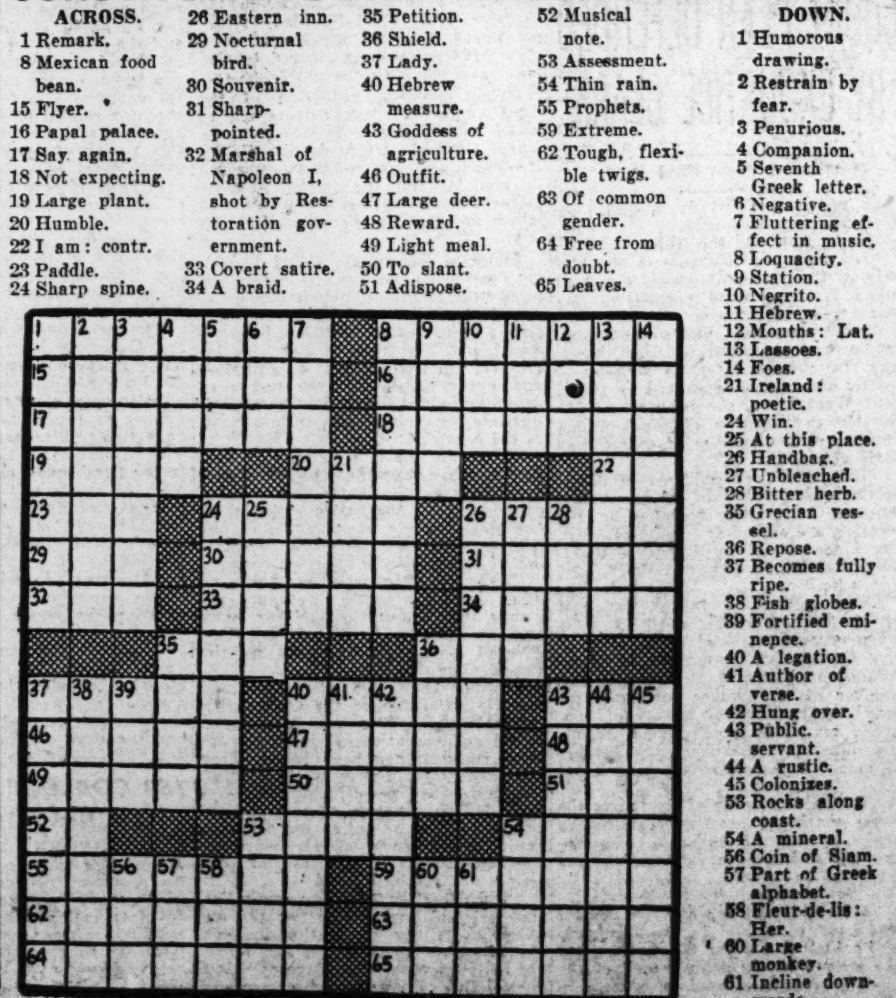 ACROSS.
1 Remark.
8 Mexican food
bean.
15 Flyer.
16 Papal palace.
17 Say again.
18 Not expecting.
19 Large plant.
20 Humble.
22 I am: contr.
23 Paddle.
24 Sharp spine.
26 Eastern inn.
29 Nocturnal
bird.
30 Souvenir.
31 Sharp-
pointed.
32 Marshal of
Napoleon I,
shot by Res-
toration gov-
ernment.
33 Covert satire.
34 A braid.
35 Petition.
36 Shield.
37 Lady.
40 Hebrew
measure.
43 Goddess of
agriculture.
46 Outfit.
47 Large deer.
48 Reward.
49 Light meal.
50 To slant.
51 Adipose.
52 Musical
note.
53 Assessment.
54 Thin rain.
55 Prophets.
59 Extreme.
62 Tough, flexi-
ble twigs.
63 Of common
gender.
64 Free from
doubt.
65 Leaves.
DOWN.
1 Humorous
drawing.
2 Restrain by
fear.
3 Penurious.
4 Companion.
5 Seventh
Greek letter.
6 Negative.
7 Fluttering ef-
fect in music.
8 Loquacity.
9 Station.
10 Negrito.
11 Hebrew.
12 Mouths: Lat.
13 Lassoes.
14 Foes.
21 Ireland:
poetic.
24 Win.
25 At this place.
26 Handbag.
27 Unbleached.
28 Bitter herb.
35 Grecian ves-
sel.
36 Repose.
37 Becomes fully
ripe.
38 Fish globes.
39 Fortified emi-
nence.
40 A legation.
41 Author of
verse.
42 Hung over.
43 Public
servant.
44 A rustic.
45 Colonizes.
53 Rocks along
coast.
54 A mineral.
56 Coin of Siam.
57 Part of Greek
alphabet.
58 Fleur-de-lis:
Her.
60 Large
monkey.
61 Incline down-
1 2 3 4 5 6 7 8 9 10 11 12 13 14
15 16
17 18
19 20 21 22
23 24 25 26 27 28
29 30 31
32 33 34
35 36
37 38 39 40 41 42 43 44 45
46 47 48
49 50 51
52 53 54
55 56 57 58 59 60 61
62 63
64 65